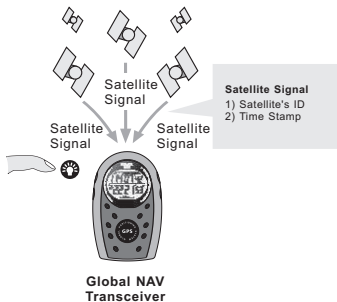 Satellite
Signal
Satellite Signal
1) Satellite's ID
2) Time Stamp
Satellite
Signal
Satellite
Signal
GPS
Global NAV
Transceiver